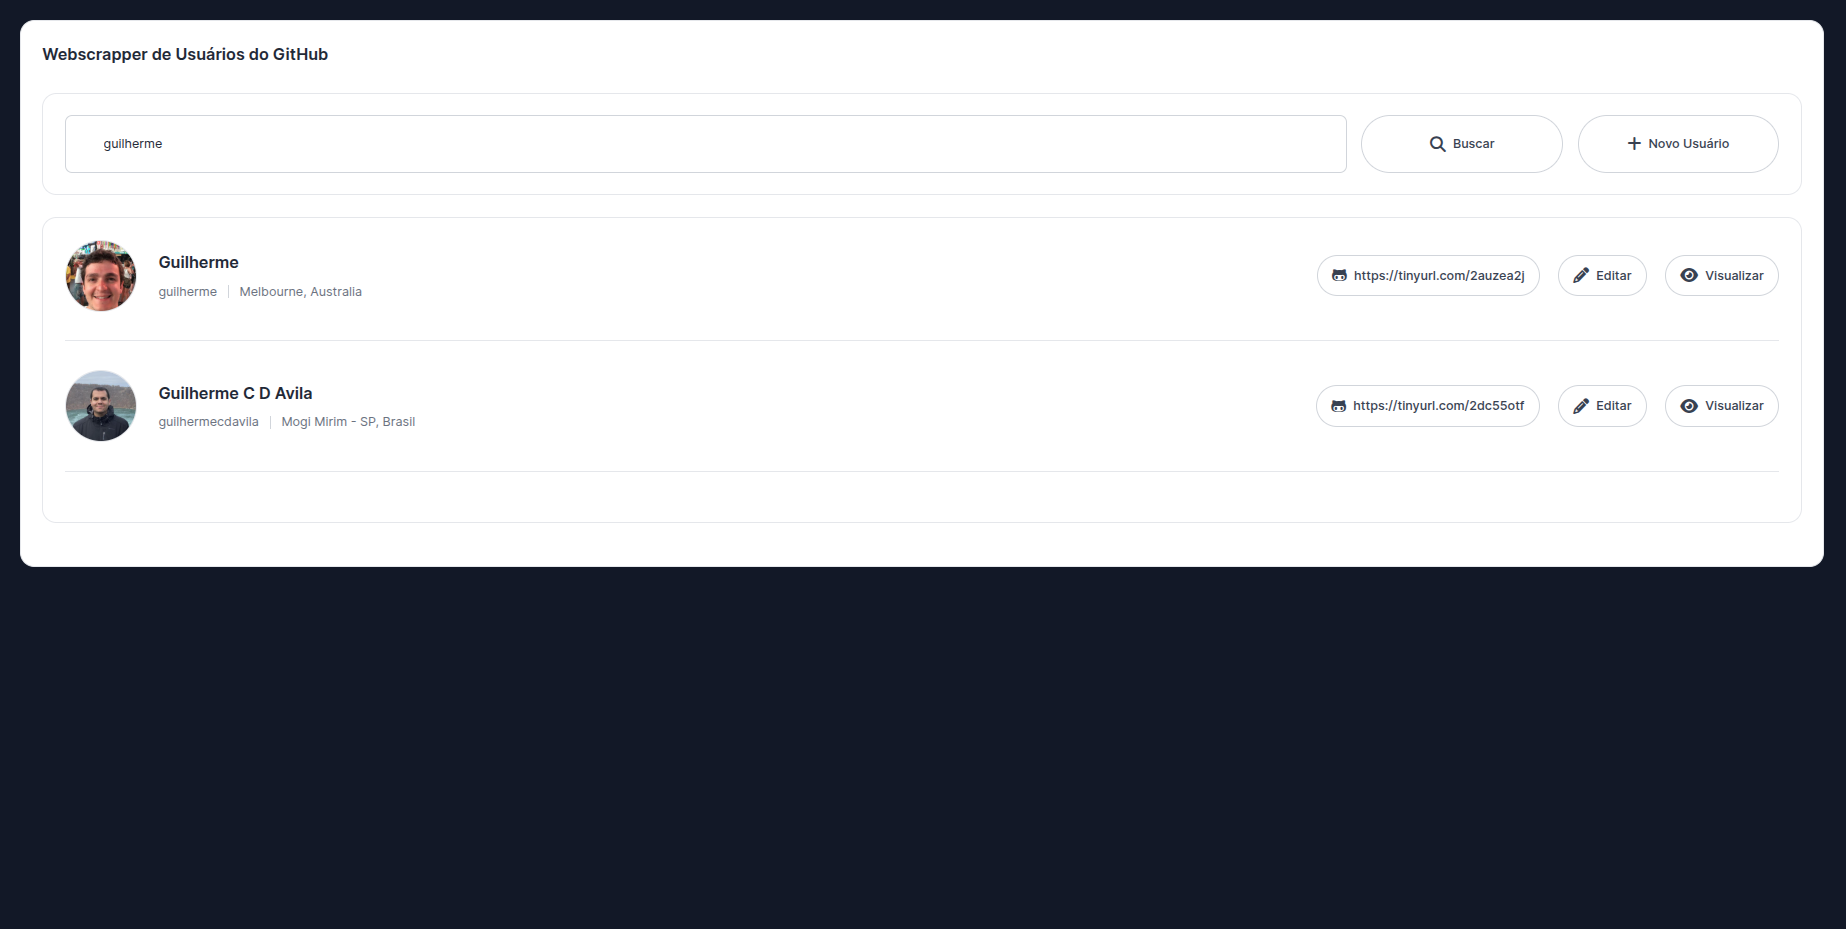 Webscrapper de Usuários do GitHub
guilherme
Buscar
Novo Usuário
Guilherme
guilherme | Melbourne, Australia
https://tinyurl.com/2auzea2j
Editar
Visualizar
Guilherme C D Avila
guilhermecdavila | Mogi Mirim - SP, Brasil
https://tinyurl.com/2dc55otf
Editar
Visualizar